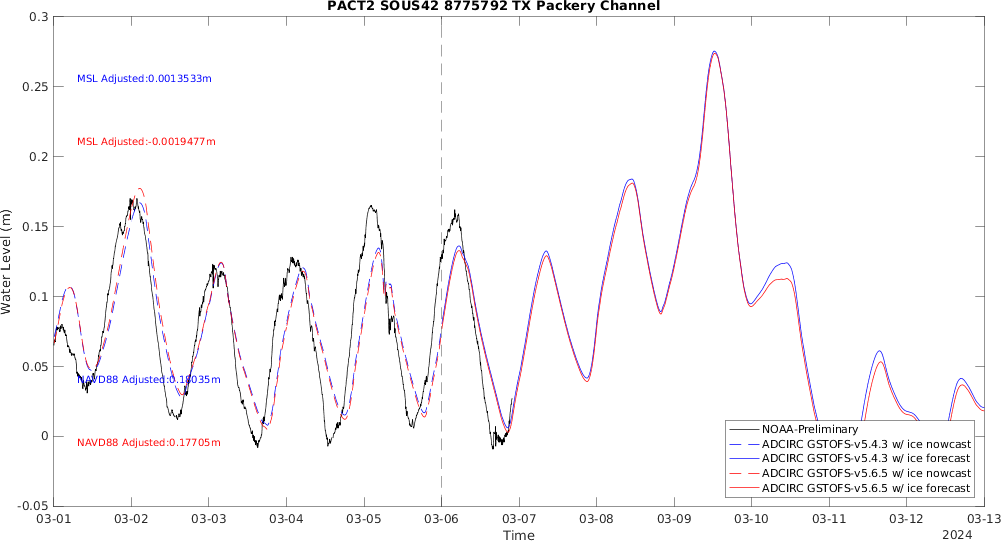 PACT2 SOUS42 8775792 TX Packery Channel
0.3
0.25
0.2
0.15
0.1
0.05
0
-0.05
Water Level (m)
MSL Adjusted:0.0013533m
MSL Adjusted:-0.0019477m
NAVD88 Adjusted:0.18035m
NAVD88 Adjusted:0.17705m
NOAA-Preliminary
ADCIRC GSTOFS-v5.4.3 w/ ice nowcast
ADCIRC GSTOFS-v5.4.3 w/ ice forecast
ADCIRC GSTOFS-v5.6.5 w/ ice nowcast
ADCIRC GSTOFS-v5.6.5 w/ ice forecast
03-01 03-02 03-03 03-04 03-05 03-06 03-07 03-08 03-09 03-10 03-11 03-12 03-13
Time
2024